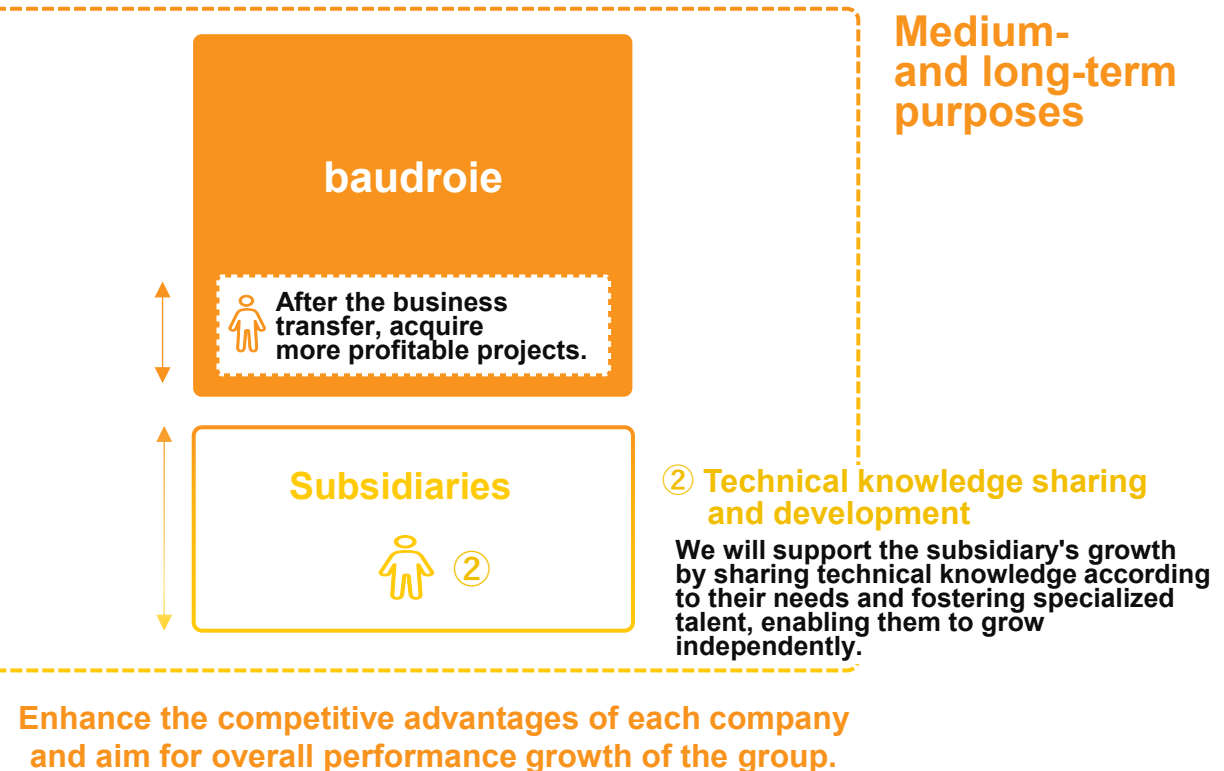 Medium-
and long-term
purposes
baudroie
After the business
transfer, acquire
more profitable projects.
Subsidiaries
②
② Technical knowledge sharing
and development
We will support the subsidiary's growth
by sharing technical knowledge according
to their needs and fostering specialized
talent, enabling them to grow
independently.
Enhance the competitive advantages of each company
and aim for overall performance growth of the group.